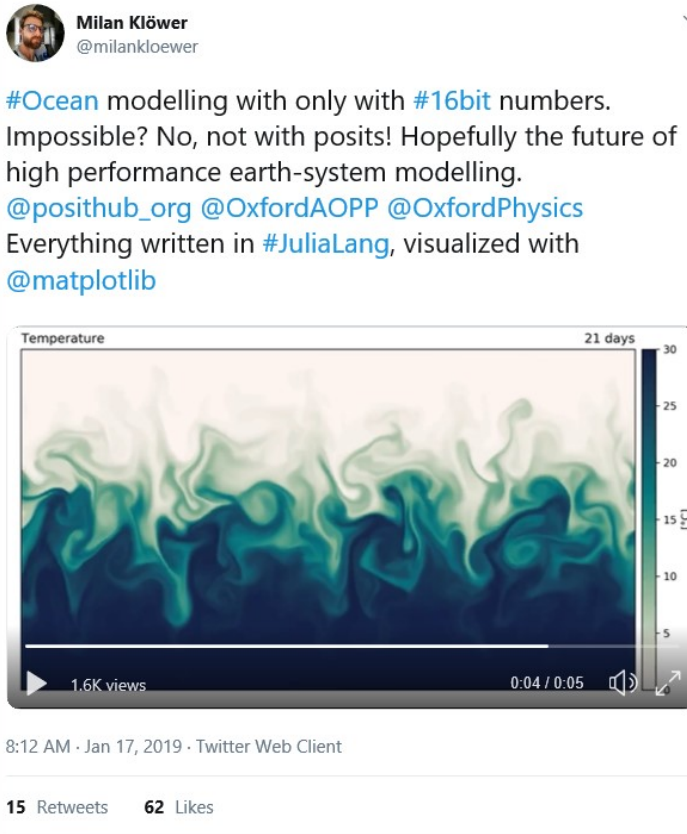 Milan Klöwer
@milankloewer
#Ocean modelling with only with #16bit numbers.
Impossible? No, not with posits! Hopefully the future of
high performance earth-system modelling.
@posithub_org @OxfordAOPP @OxfordPhysics
Everything written in #JuliaLang, visualized with
@matplotlib
Temperature 21 days
30
25
20
15
10
5
0
1.6K views 0:04 / 0:05
8:12 AM · Jan 17, 2019 · Twitter Web Client
15 Retweets 62 Likes